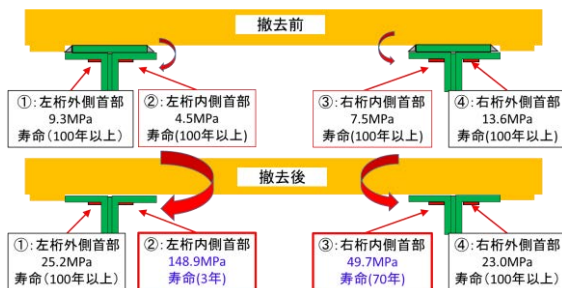 撤去前
①:左桁外側首部
9.3MPa
寿命(100年以上)
②:左桁内側首部
4.5MPa
寿命(100年以上)
③:右桁内側首部
7.5MPa
寿命(100年以上)
④:右桁外側首部
13.6MPa
寿命(100年以上)
撤去後
①:左桁外側首部
25.2MPa
寿命(100年以上)
②:左桁内側首部
148.9MPa
寿命(3年)
③:右桁内側首部
49.7MPa
寿命(70年)
④:右桁外側首部
23.0MPa
寿命(100年以上)